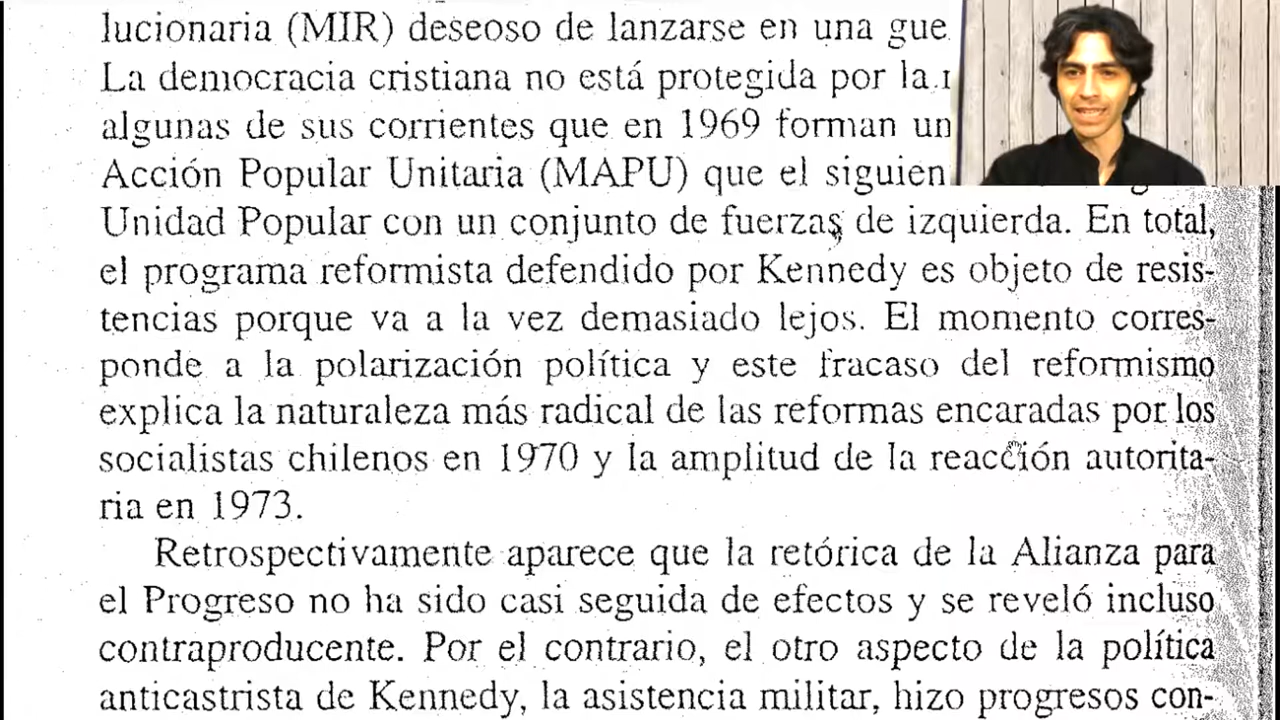 lucionaria (MIR) deseoso de lanzarse en una gue
La democracia cristiana no está protegida por la
algunas de sus corrientes que en 1969 forman un
Acción Popular Unitaria (MAPU) que el siguien
Unidad Popular con un conjunto de fuerzas de izquierda. En total,
el programa reformista defendido por Kennedy es objeto de resis-
tencias porque va a la vez demasiado lejos. El momento corres-
ponde a la polarización política y este fracaso del reformismo
explica la naturaleza más radical de las reformas encaradas por los
socialistas chilenos en 1970 y la amplitud de la reacción autorita-
ria en 1973.
Retrospectivamente aparece que la retórica de la Alianza para
el Progreso no ha sido casi seguida de efectos y se reveló incluso
contraproducente. Por el contrario, el otro aspecto de la política
anticastrista de Kennedy, la asistencia militar, hizo progresos con-